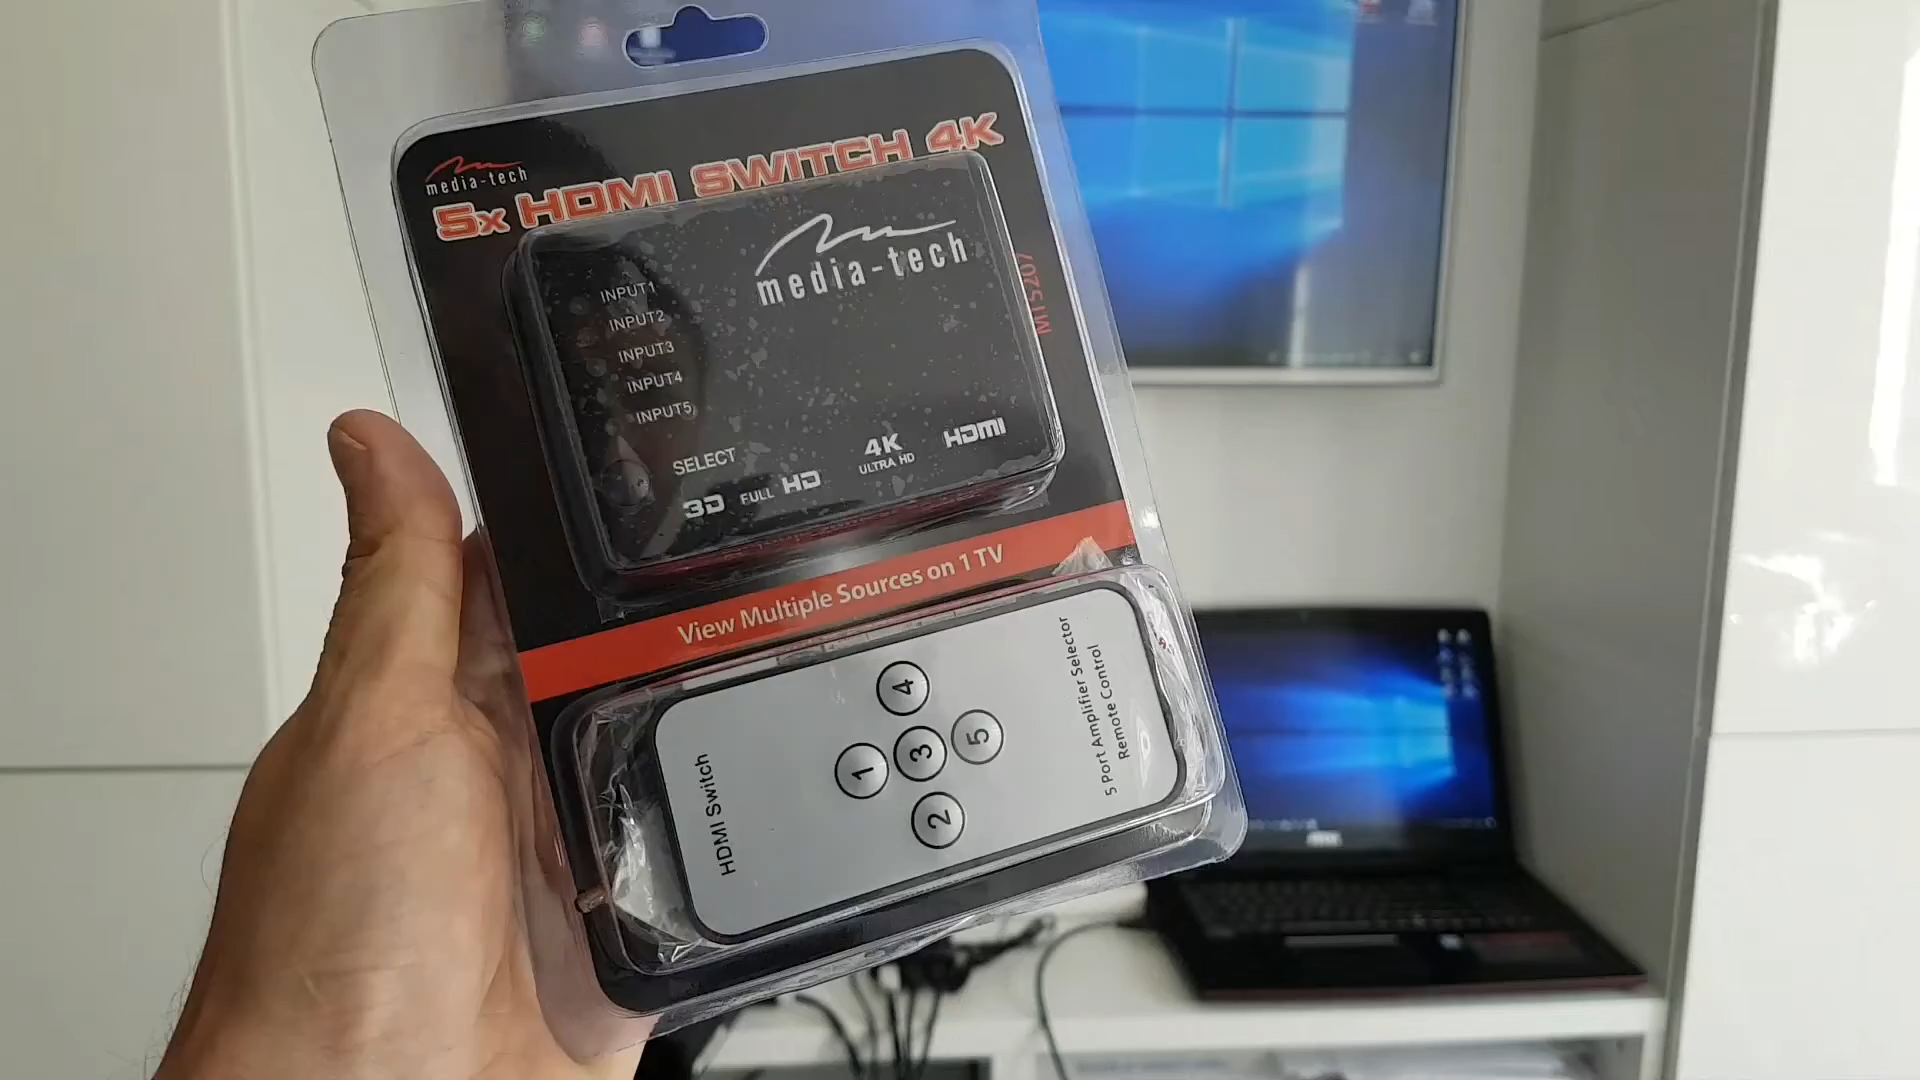 media-tech
5x HDMI SWITCH 4K
media-tech
INPUT1
INPUT2
INPUT3
INPUT4
INPUT5
SELECT
3D FULL HD 4K ULTRA HD HDMI
MT5207
View Multiple Sources on 1 TV
HDMI Switch
4
1 3 5
2
5 Port Amplifier Selector
Remote Control